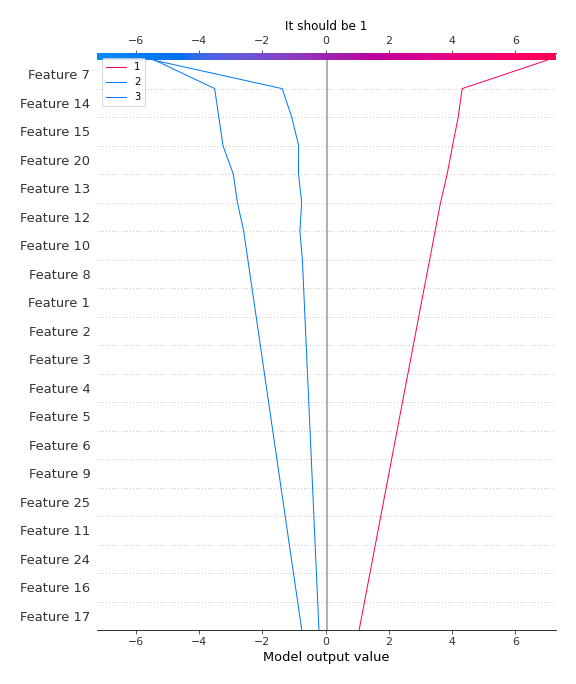 It should be 1
−6 −4 −2 0 2 4 6
1
2
3
Feature 7
Feature 14
Feature 15
Feature 20
Feature 13
Feature 12
Feature 10
Feature 8
Feature 1
Feature 2
Feature 3
Feature 4
Feature 5
Feature 6
Feature 9
Feature 25
Feature 11
Feature 24
Feature 16
Feature 17
−6 −4 −2 0 2 4 6
Model output value